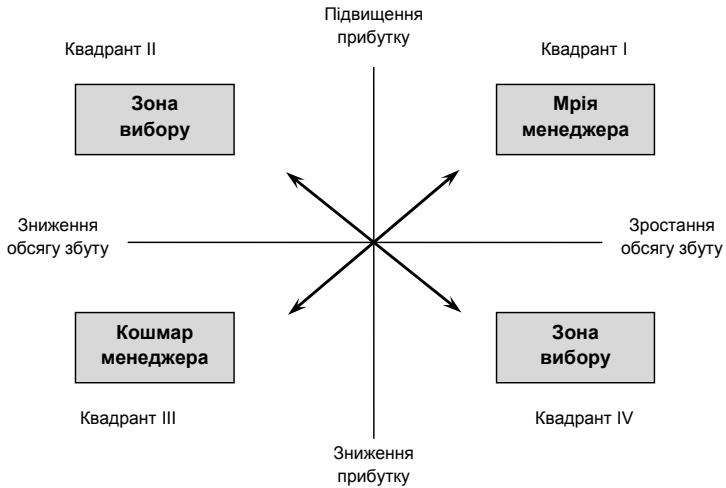 Підвищення
прибутку
Квадрант II
Квадрант I
Зона
вибору
Мрія
менеджера
Зниження
обсягу збуту
Зростання
обсягу збуту
Кошмар
менеджера
Зона
вибору
Квадрант III
Квадрант IV
Зниження
прибутку